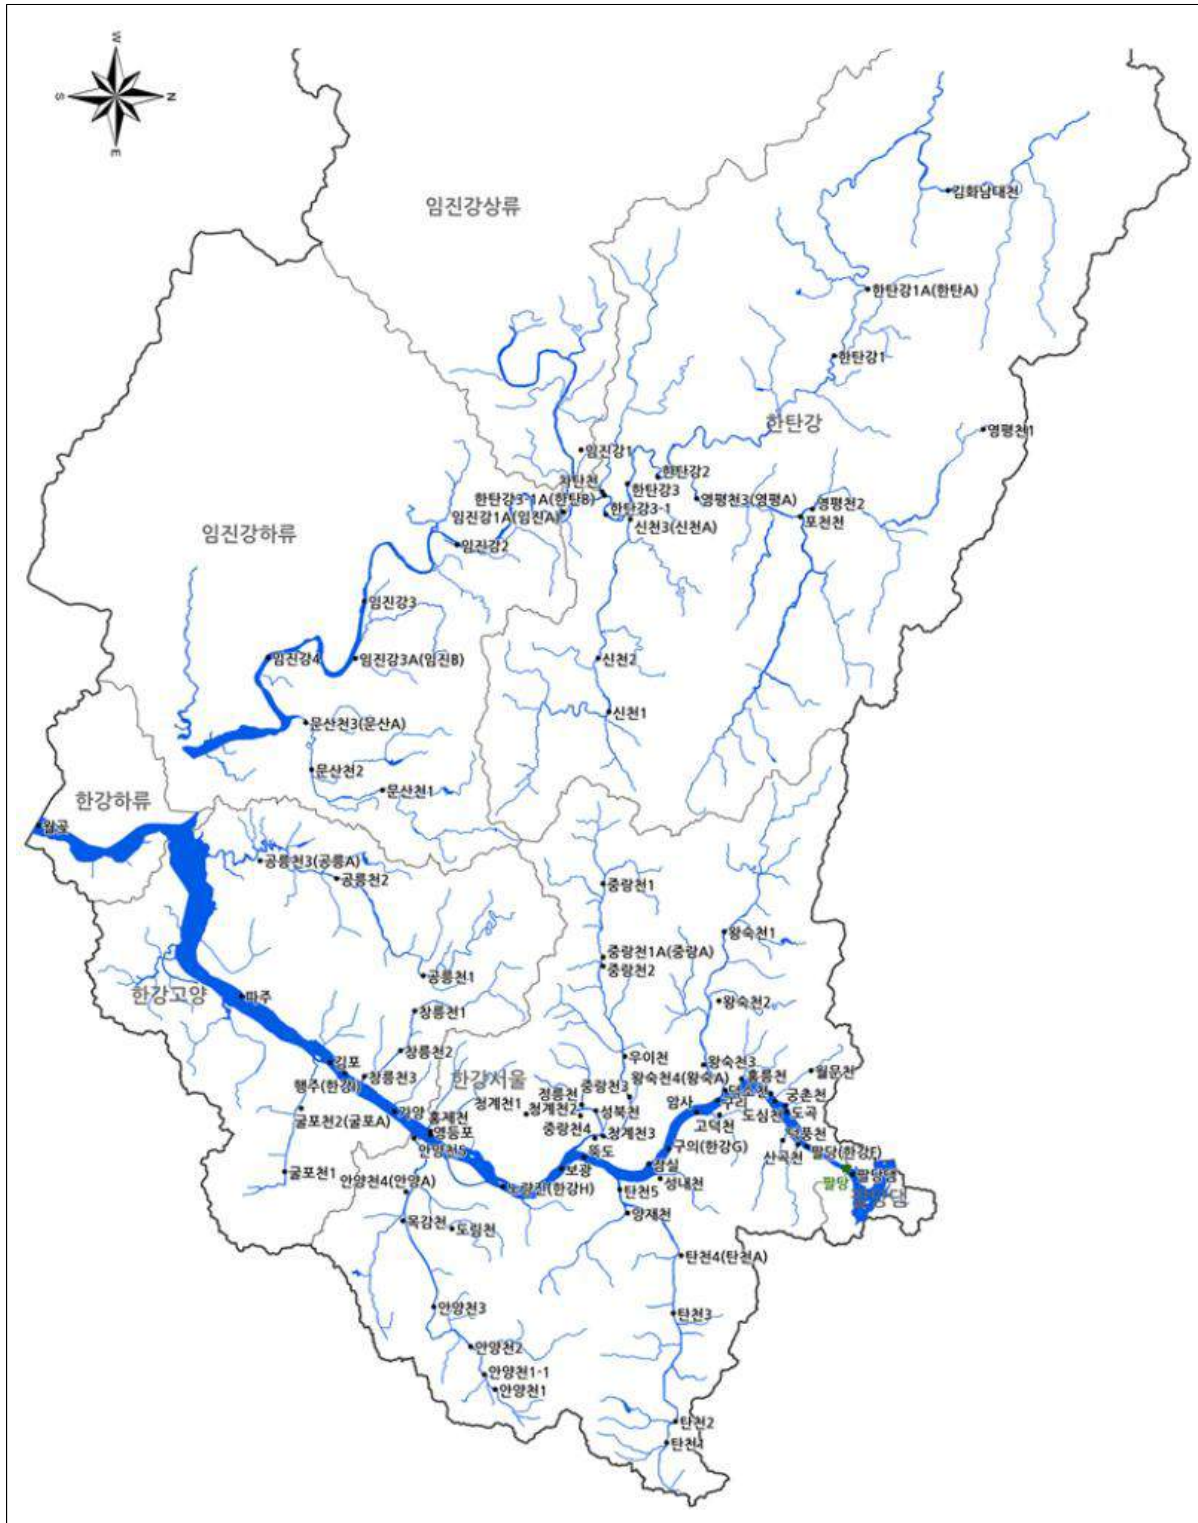 W
S
N
E
임진강상류
김화남대천
한탄강1A(한탄A)
한탄강1
한탄강
영평천1
임진강1
한탄강2
차탄천
한탄강3
한탄강3-1A(한탄B)
영평천3(영평A)
영평천2
한탄강3-1
임진강1A(임진A)
포천천
신천3(신천A)
임진강하류
임진강2
임진강3
임진강4
임진강3A(임진B)
신천2
신천1
문산천3(문산A)
문산천2
문산천1
한강하류
월곶
공릉천3(공릉A)
공릉천2
중랑천1
왕숙천1
중랑천1A(중랑A)
중랑천2
공릉천1
한강고양
파주
왕숙천2
창릉천1
창릉천2
우이천
김포
왕숙천3
월문천
행주(한강I)
창릉천3
한강서울
왕숙천4(왕숙A)
홍릉천
정릉천
중랑천3
덕소천
궁촌천
청계천1
청계천2
암사
구리
굴포천2(굴포A)
가양
홍제천
성북천
도심천
도곡
고덕천
중랑천4
영등포
청계천3
덕풍천
안양천5
구의(한강G)
산곡천
팔당(한강F)
뚝도
굴포천1
보광
잠실
팔당댐
안양천4(안양A)
노량진(한강H)
성내천
팔당
탄천5
팔당댐
목감천
도림천
양재천
탄천4(탄천A)
안양천3
탄천3
안양천2
안양천1-1
안양천1
탄천2
탄천1